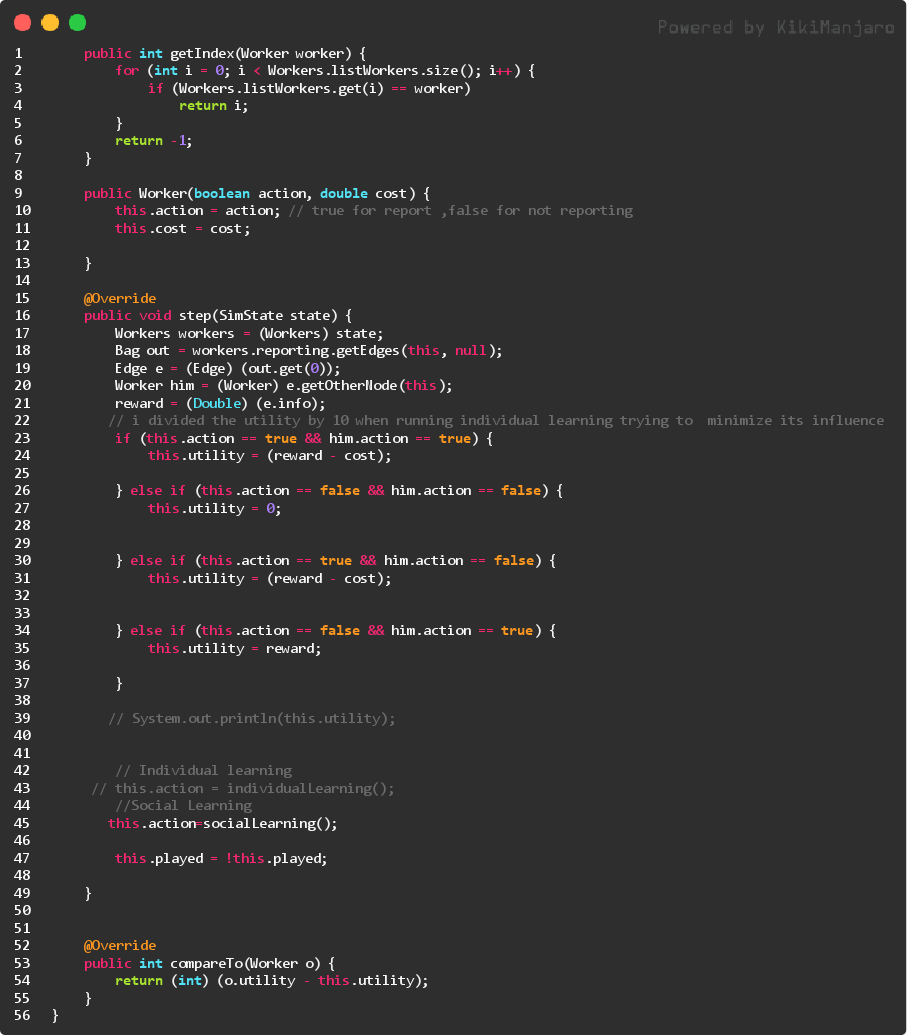 Powered by KikiManjaro
1 public int getIndex(Worker worker) {
2 for (int i = 0; i < Workers.listWorkers.size(); i++) {
3 if (Workers.listWorkers.get(i) == worker)
4 return i;
5 }
6 return -1;
7 }
8
9 public Worker(boolean action, double cost) {
10 this.action = action; // true for report ,false for not reporting
11 this.cost = cost;
12
13 }
14
15 @Override
16 public void step(SimState state) {
17 Workers workers = (Workers) state;
18 Bag out = workers.reporting.getEdges(this, null);
19 Edge e = (Edge) (out.get(0));
20 Worker him = (Worker) e.getOtherNode(this);
21 reward = (Double) (e.info);
22 // i divided the utility by 10 when running individual learning trying to  minimize its influence
23 if (this.action == true && him.action == true) {
24 this.utility = (reward - cost);
25
26 } else if (this.action == false && him.action == false) {
27 this.utility = 0;
28
29
30 } else if (this.action == true && him.action == false) {
31 this.utility = (reward - cost);
32
33
34 } else if (this.action == false && him.action == true) {
35 this.utility = reward;
36
37 }
38
39 // System.out.println(this.utility);
40
41
42 // Individual learning
43 // this.action = individualLearning();
44 //Social Learning
45 this.action=socialLearning();
46
47 this.played = !this.played;
48
49 }
50
51
52 @Override
53 public int compareTo(Worker o) {
54 return (int) (o.utility - this.utility);
55 }
56 }